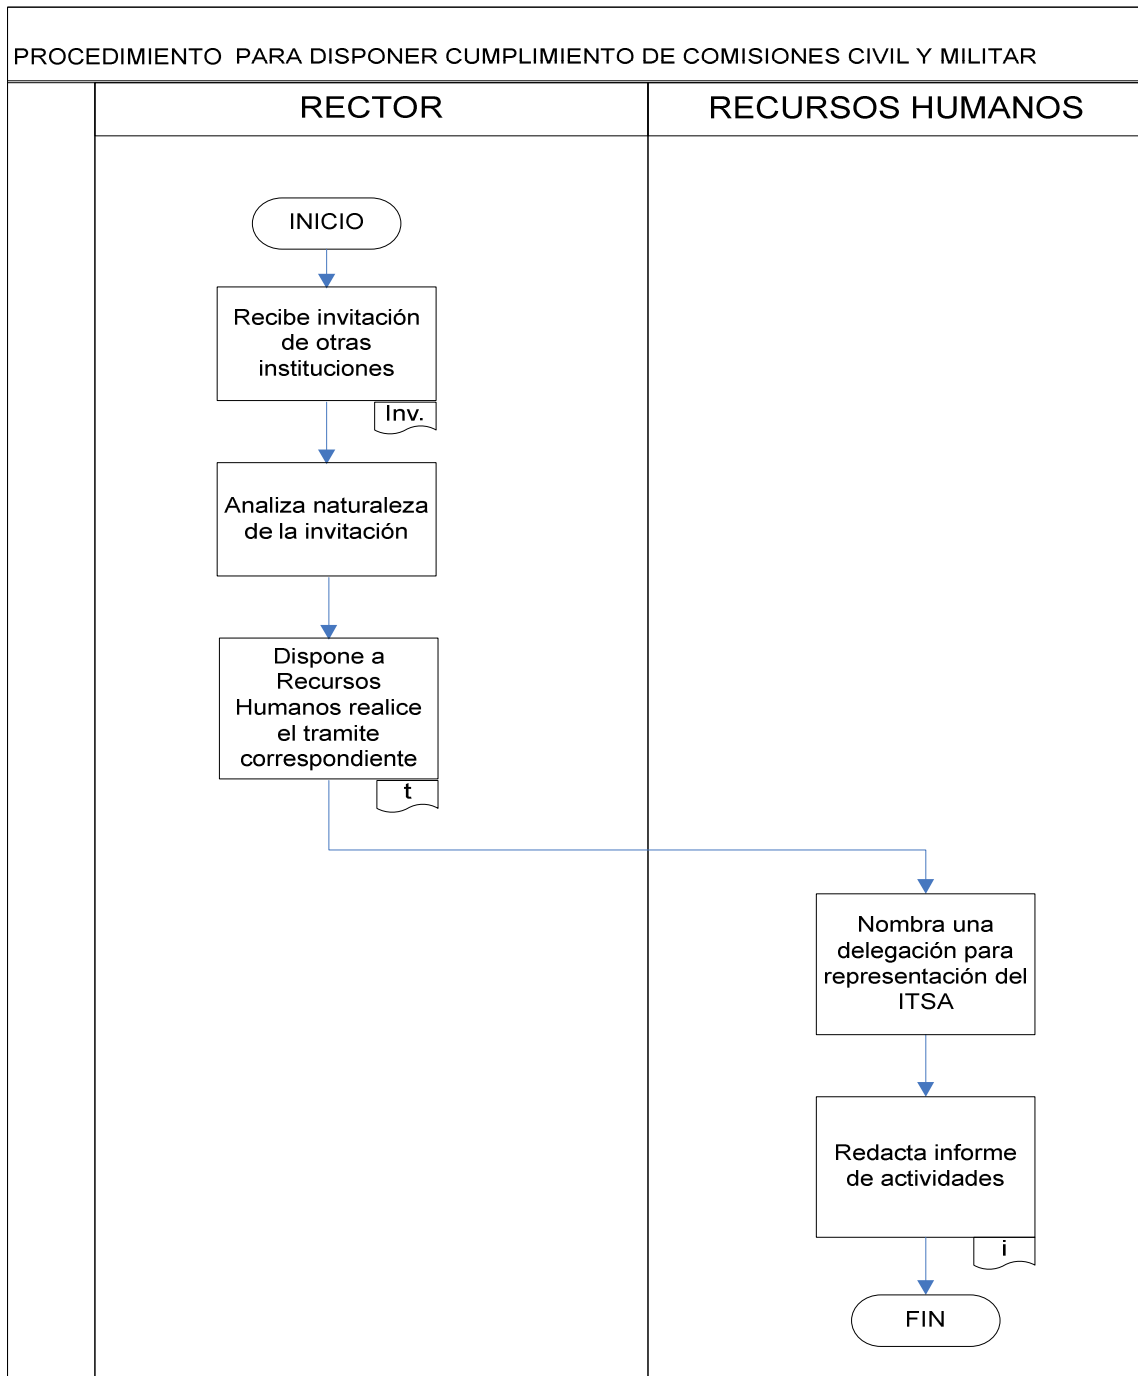 PROCEDIMIENTO PARA DISPONER CUMPLIMIENTO DE COMISIONES CIVIL Y MILITAR
RECTOR
RECURSOS HUMANOS
INICIO
Recibe invitación
de otras
instituciones
Inv.
Analiza naturaleza
de la invitación
Dispone a
Recursos
Humanos realice
el tramite
correspondiente
t
Nombra una
delegación para
representación del
ITSA
Redacta informe
de actividades
i
FIN